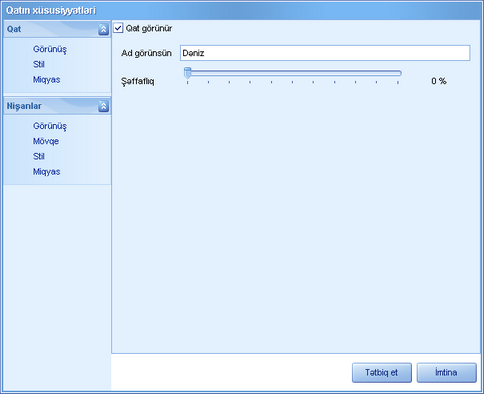 Qatın xüsusiyyətləri
Qat
Görünüş
Stil
Miqyas
Nişanlar
Görünüş
Mövqe
Stil
Miqyas
Qat görünür
Ad görünsün Dəniz
Şəffaflıq 0 %
Tətbiq et İmtina